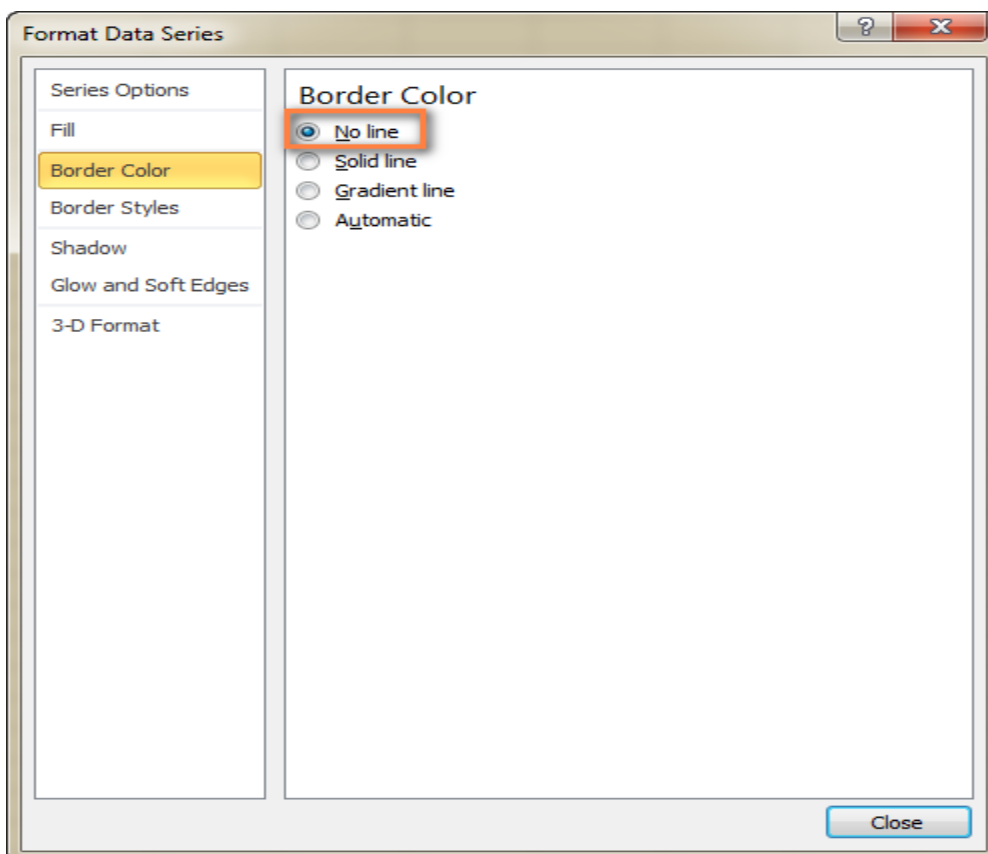 Format Data Series
?
Series Options
Fill
Border Color
Border Styles
Shadow
Glow and Soft Edges
3-D Format
Border Color
No line
Solid line
Gradient line
Automatic
Close